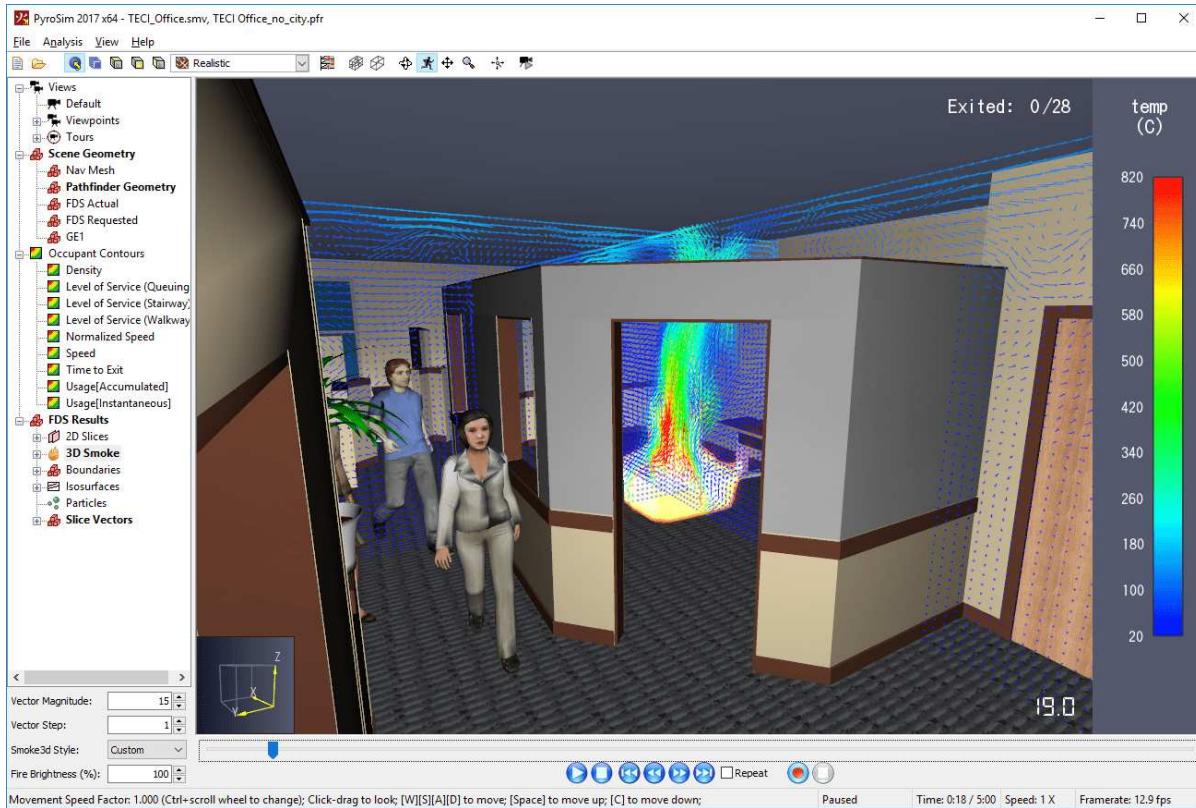 PyroSim 2017 x64 - TECI_Office.smv, TECI Office_no_city.pfr
File Analysis View Help
Realistic
Views
Default
Viewpoints
Tours
Scene Geometry
Nav Mesh
Pathfinder Geometry
FDS Actual
FDS Requested
GE1
Occupant Contours
Density
Level of Service (Queuing
Level of Service (Stairway)
Level of Service (Walkway
Normalized Speed
Speed
Time to Exit
Usage[Accumulated]
Usage[Instantaneous]
FDS Results
2D Slices
3D Smoke
Boundaries
Isosurfaces
Particles
Slice Vectors
Exited: 0/28
temp
(C)
820
740
660
580
500
420
340
260
180
100
20
Z
X
Y
19.0
Vector Magnitude: 15
Vector Step: 1
Smoke3d Style: Custom
Fire Brightness (%): 100
Repeat
Movement Speed Factor: 1.000 (Ctrl+scroll wheel to change); Click-drag to look; [W][S][A][D] to move; [Space] to move up; [C] to move down; Paused Time: 0:18 / 5:00 Speed: 1 X Framerate: 12.9 fps